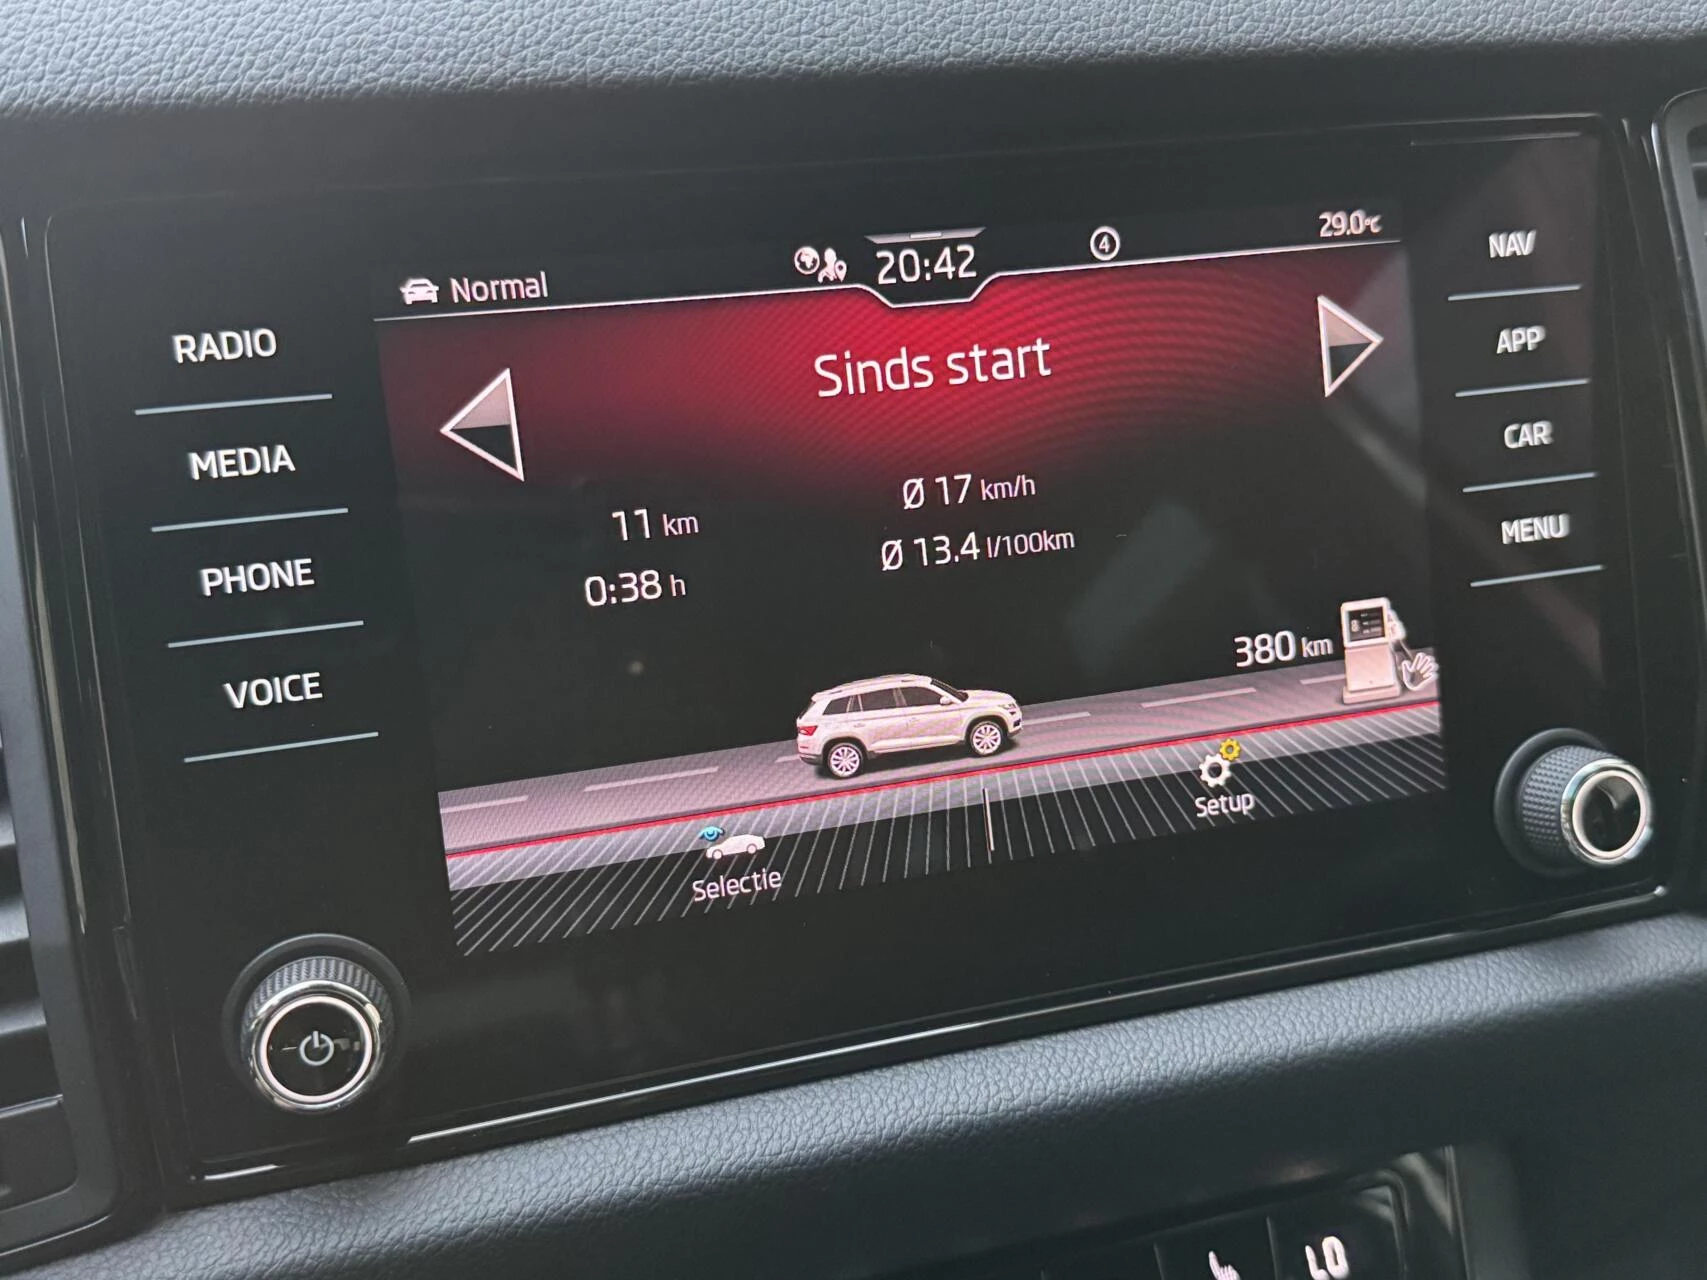 Normal
20:42
4
29.0°C
RADIO
MEDIA
PHONE
VOICE
Sinds start
11 km
0:38 h
Ø 17 km/h
Ø 13.4 l/100km
380 km
Selectie
Setup
NAV
APP
CAR
MENU
LO